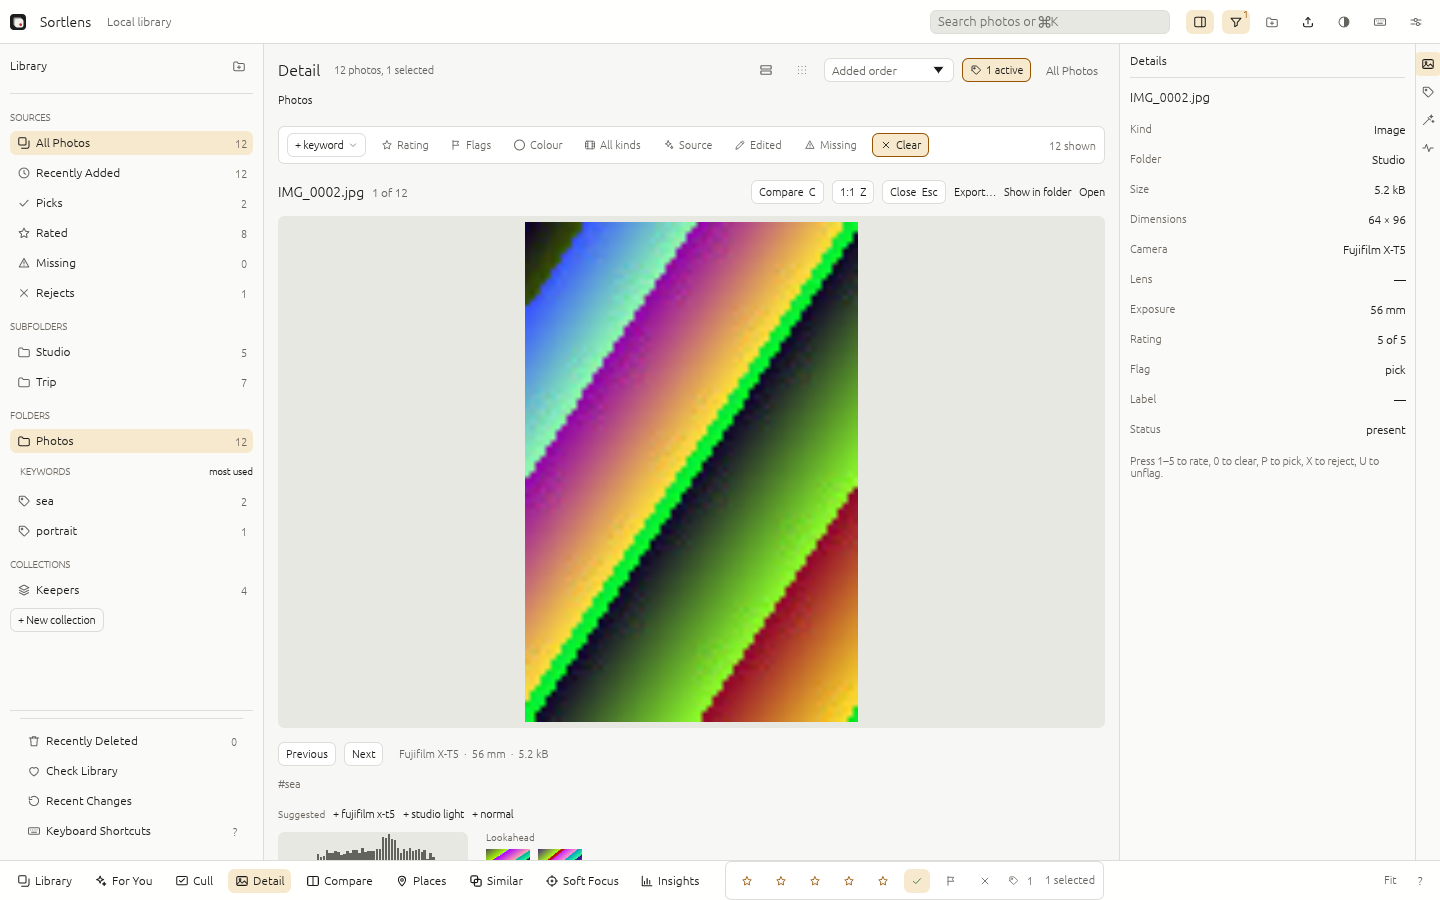 Sortlens Local library Search photos or ⌘K 1
Library
SOURCES
All Photos 12
Recently Added 12
Picks 2
Rated 8
Missing 0
Rejects 1
SUBFOLDERS
Studio 5
Trip 7
FOLDERS
Photos 12
KEYWORDS most used
sea 2
portrait 1
COLLECTIONS
Keepers 4
+ New collection
Recently Deleted 0
Check Library
Recent Changes
Keyboard Shortcuts ?
Detail 12 photos, 1 selected Added order 1 active All Photos
Photos
+ keyword Rating Flags Colour All kinds Source Edited Missing Clear 12 shown
IMG_0002.jpg 1 of 12 Compare C 1:1 Z Close Esc Export... Show in folder Open
Previous Next Fujifilm X-T5 · 56 mm · 5.2 kB
#sea
Suggested + fujifilm x-t5 + studio light + normal
Lookahead
Details
IMG_0002.jpg
Kind Image
Folder Studio
Size 5.2 kB
Dimensions 64 × 96
Camera Fujifilm X-T5
Lens —
Exposure 56 mm
Rating 5 of 5
Flag pick
Label —
Status present
Press 1–5 to rate, 0 to clear, P to pick, X to reject, U to
unflag.
Library For You Cull Detail Compare Places Similar Soft Focus Insights 1 1 selected Fit ?